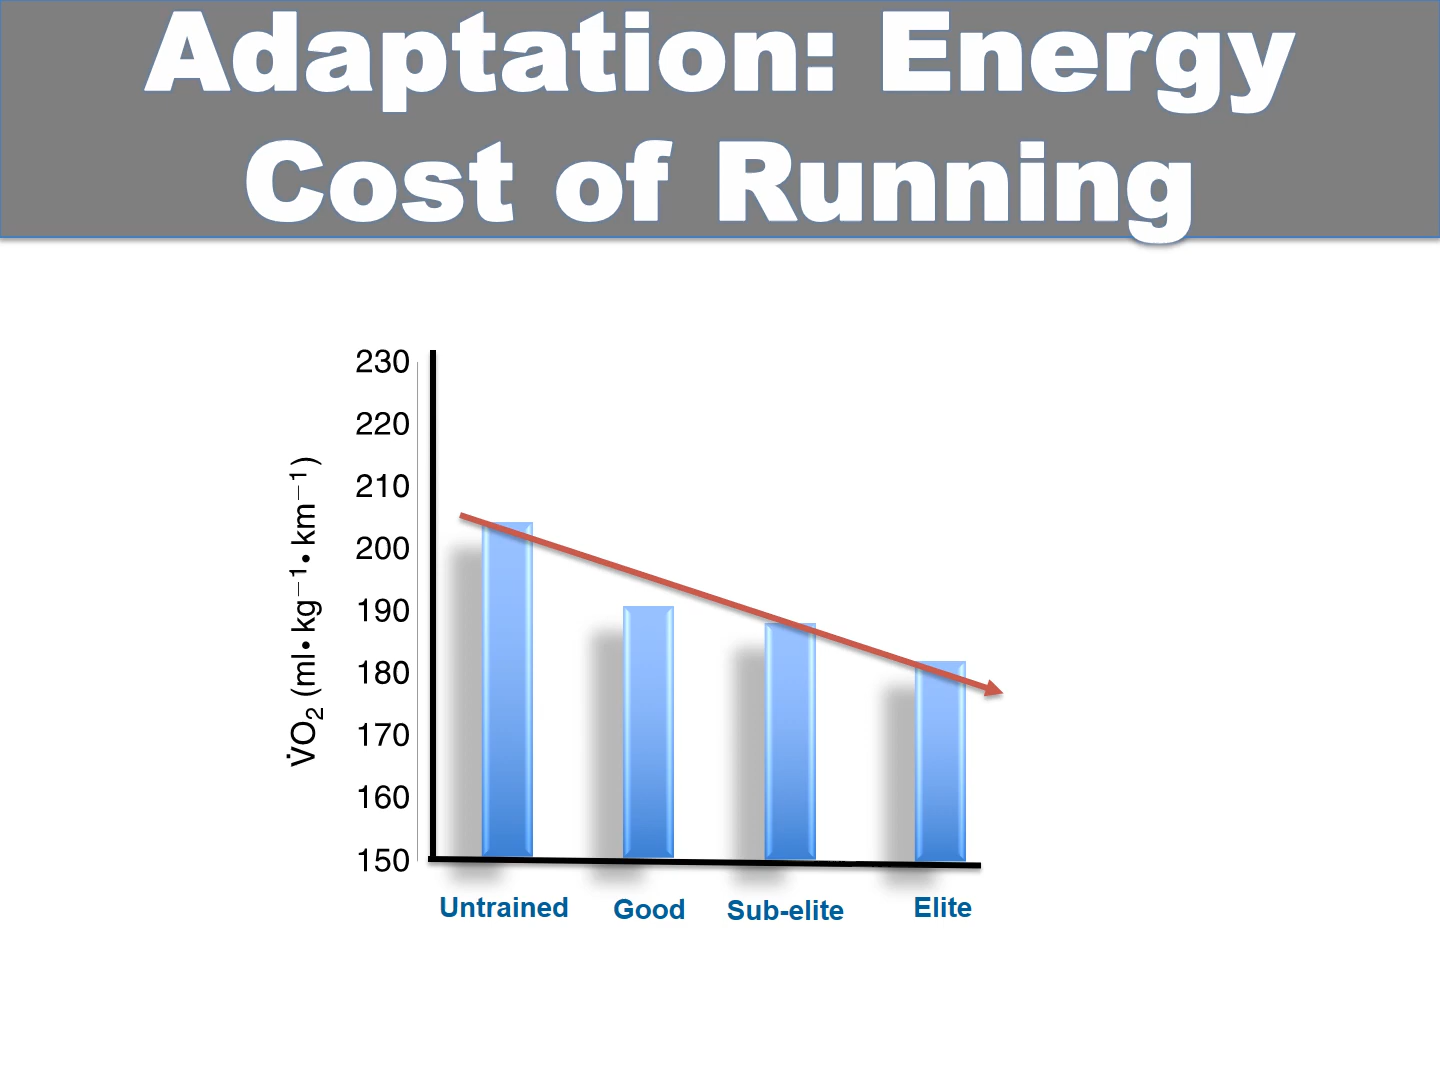 Adaptation: Energy
Cost of Running
230
220
210
200
190
180
170
160
150
V̇O₂ (ml•kg⁻¹•km⁻¹)
Untrained Good Sub-elite Elite